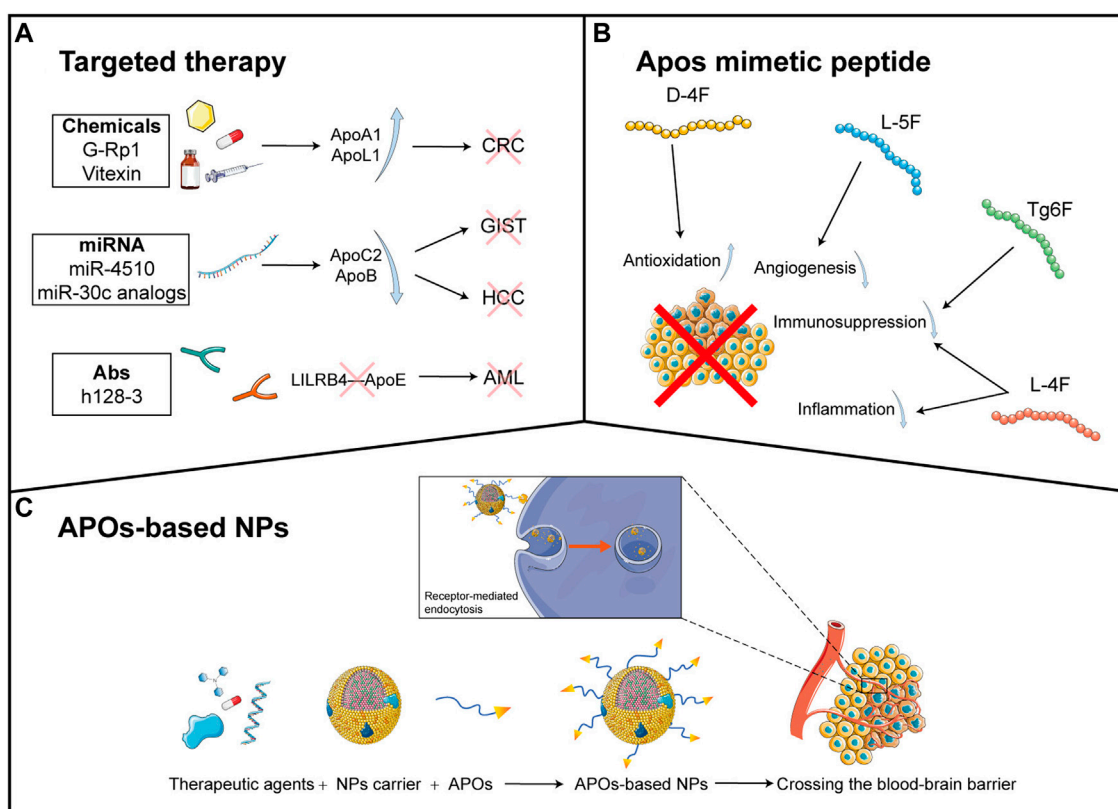 A
Targeted therapy
Chemicals
G-Rp1
Vitexin
ApoA1
ApoL1
CRC
miRNA
miR-4510
miR-30c analogs
ApoC2
ApoB
GIST
HCC
Abs
h128-3
LILRB4—ApoE
AML
B
Apos mimetic peptide
D-4F
L-5F
Tg6F
Antioxidation
Angiogenesis
Immunosuppression
Inflammation
L-4F
C
APOs-based NPs
Receptor-mediated
endocytosis
N
Therapeutic agents + NPs carrier + APOs
APOs-based NPs
Crossing the blood-brain barrier